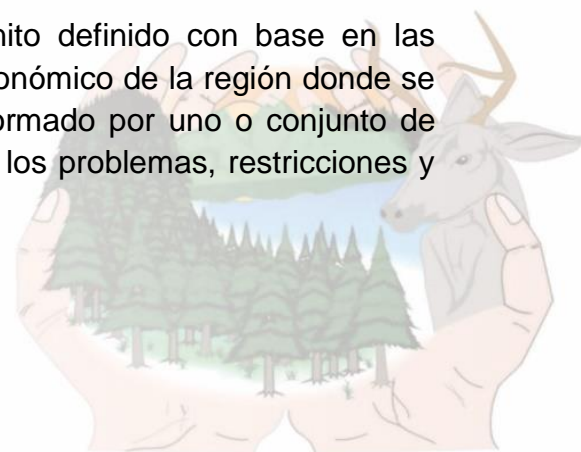 nito definido con base en las
onómico de la región donde se
ormado por uno o conjunto de
los problemas, restricciones y